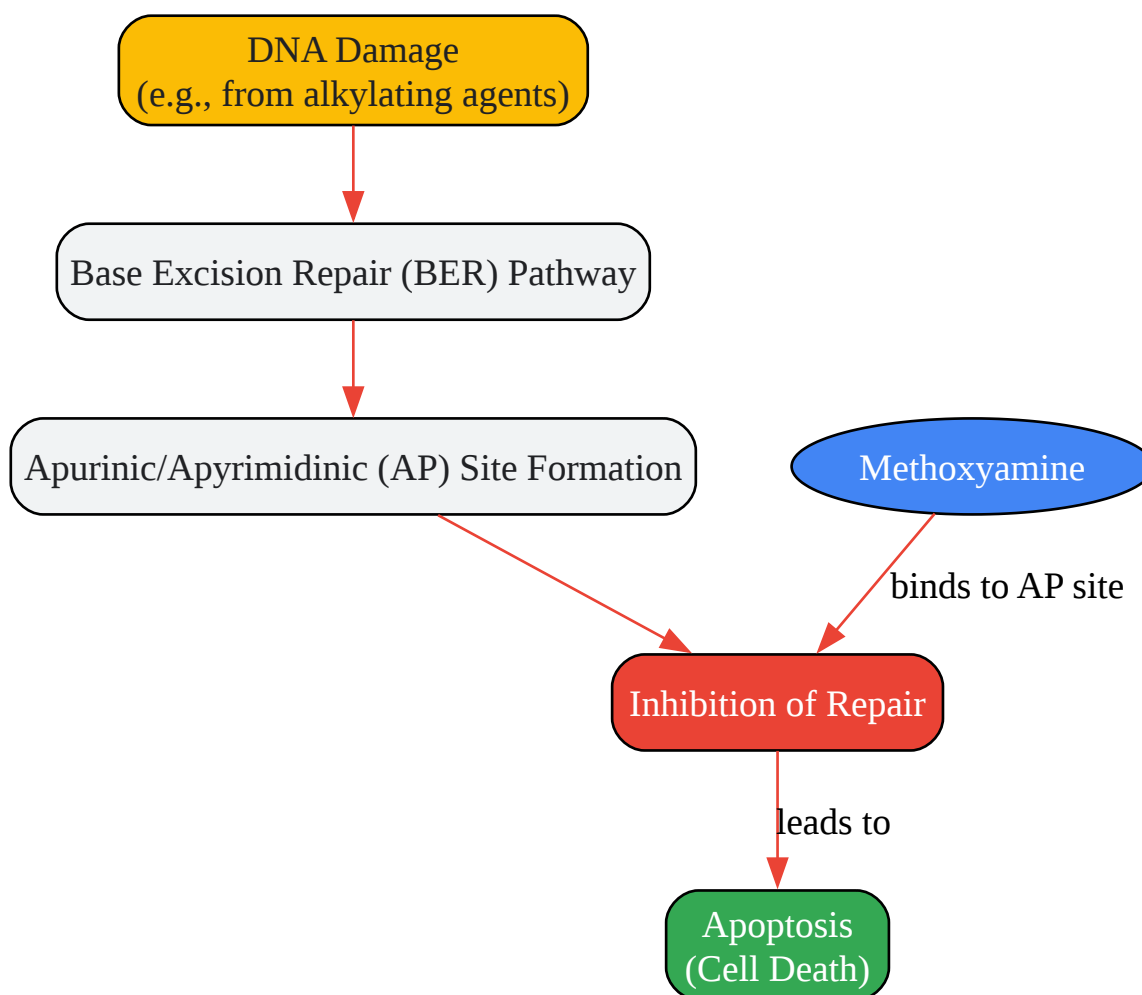 DNA Damage
(e.g., from alkylating agents)
Base Excision Repair (BER) Pathway
Apurinic/Apyrimidinic (AP) Site Formation
Methoxyamine
binds to AP site
Inhibition of Repair
leads to
Apoptosis
(Cell Death)